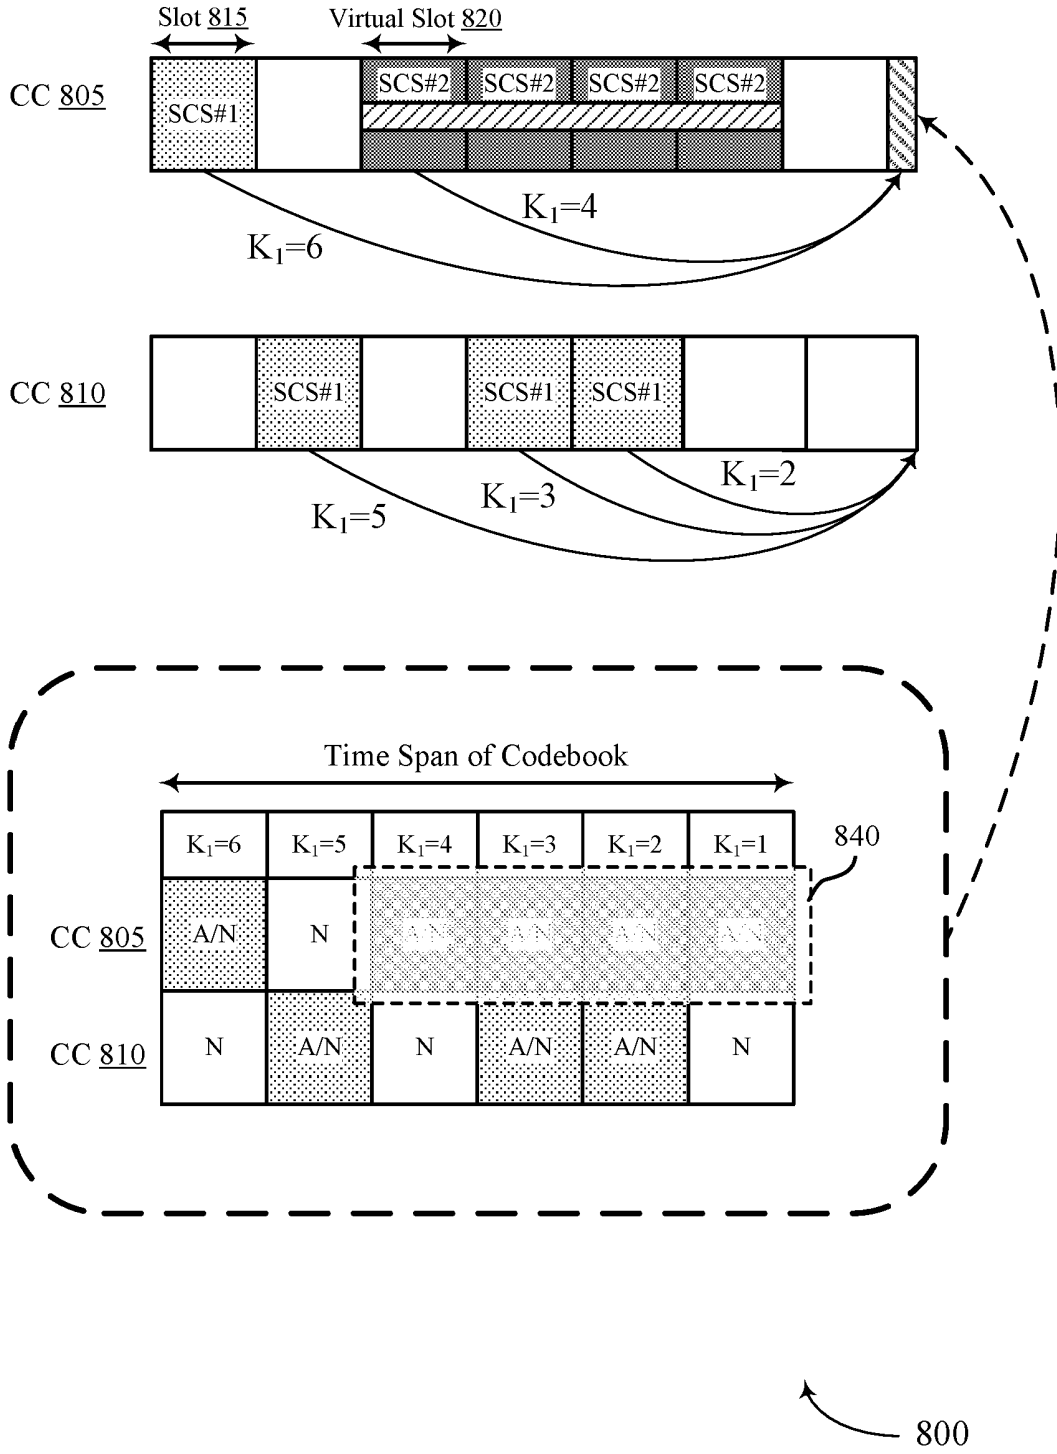 Slot 815 Virtual Slot 820
CC 805 SCS#2 SCS#2 SCS#2 SCS#2
SCS#1
K1=4
K1=6
CC 810 SCS#1 SCS#1 SCS#1
K1=2
K1=3
K1=5
Time Span of Codebook
K1=6 K1=5 K1=4 K1=3 K1=2 K1=1
840
CC 805 A/N N A/N A/N A/N A/N
CC 810 N A/N N A/N A/N N
800